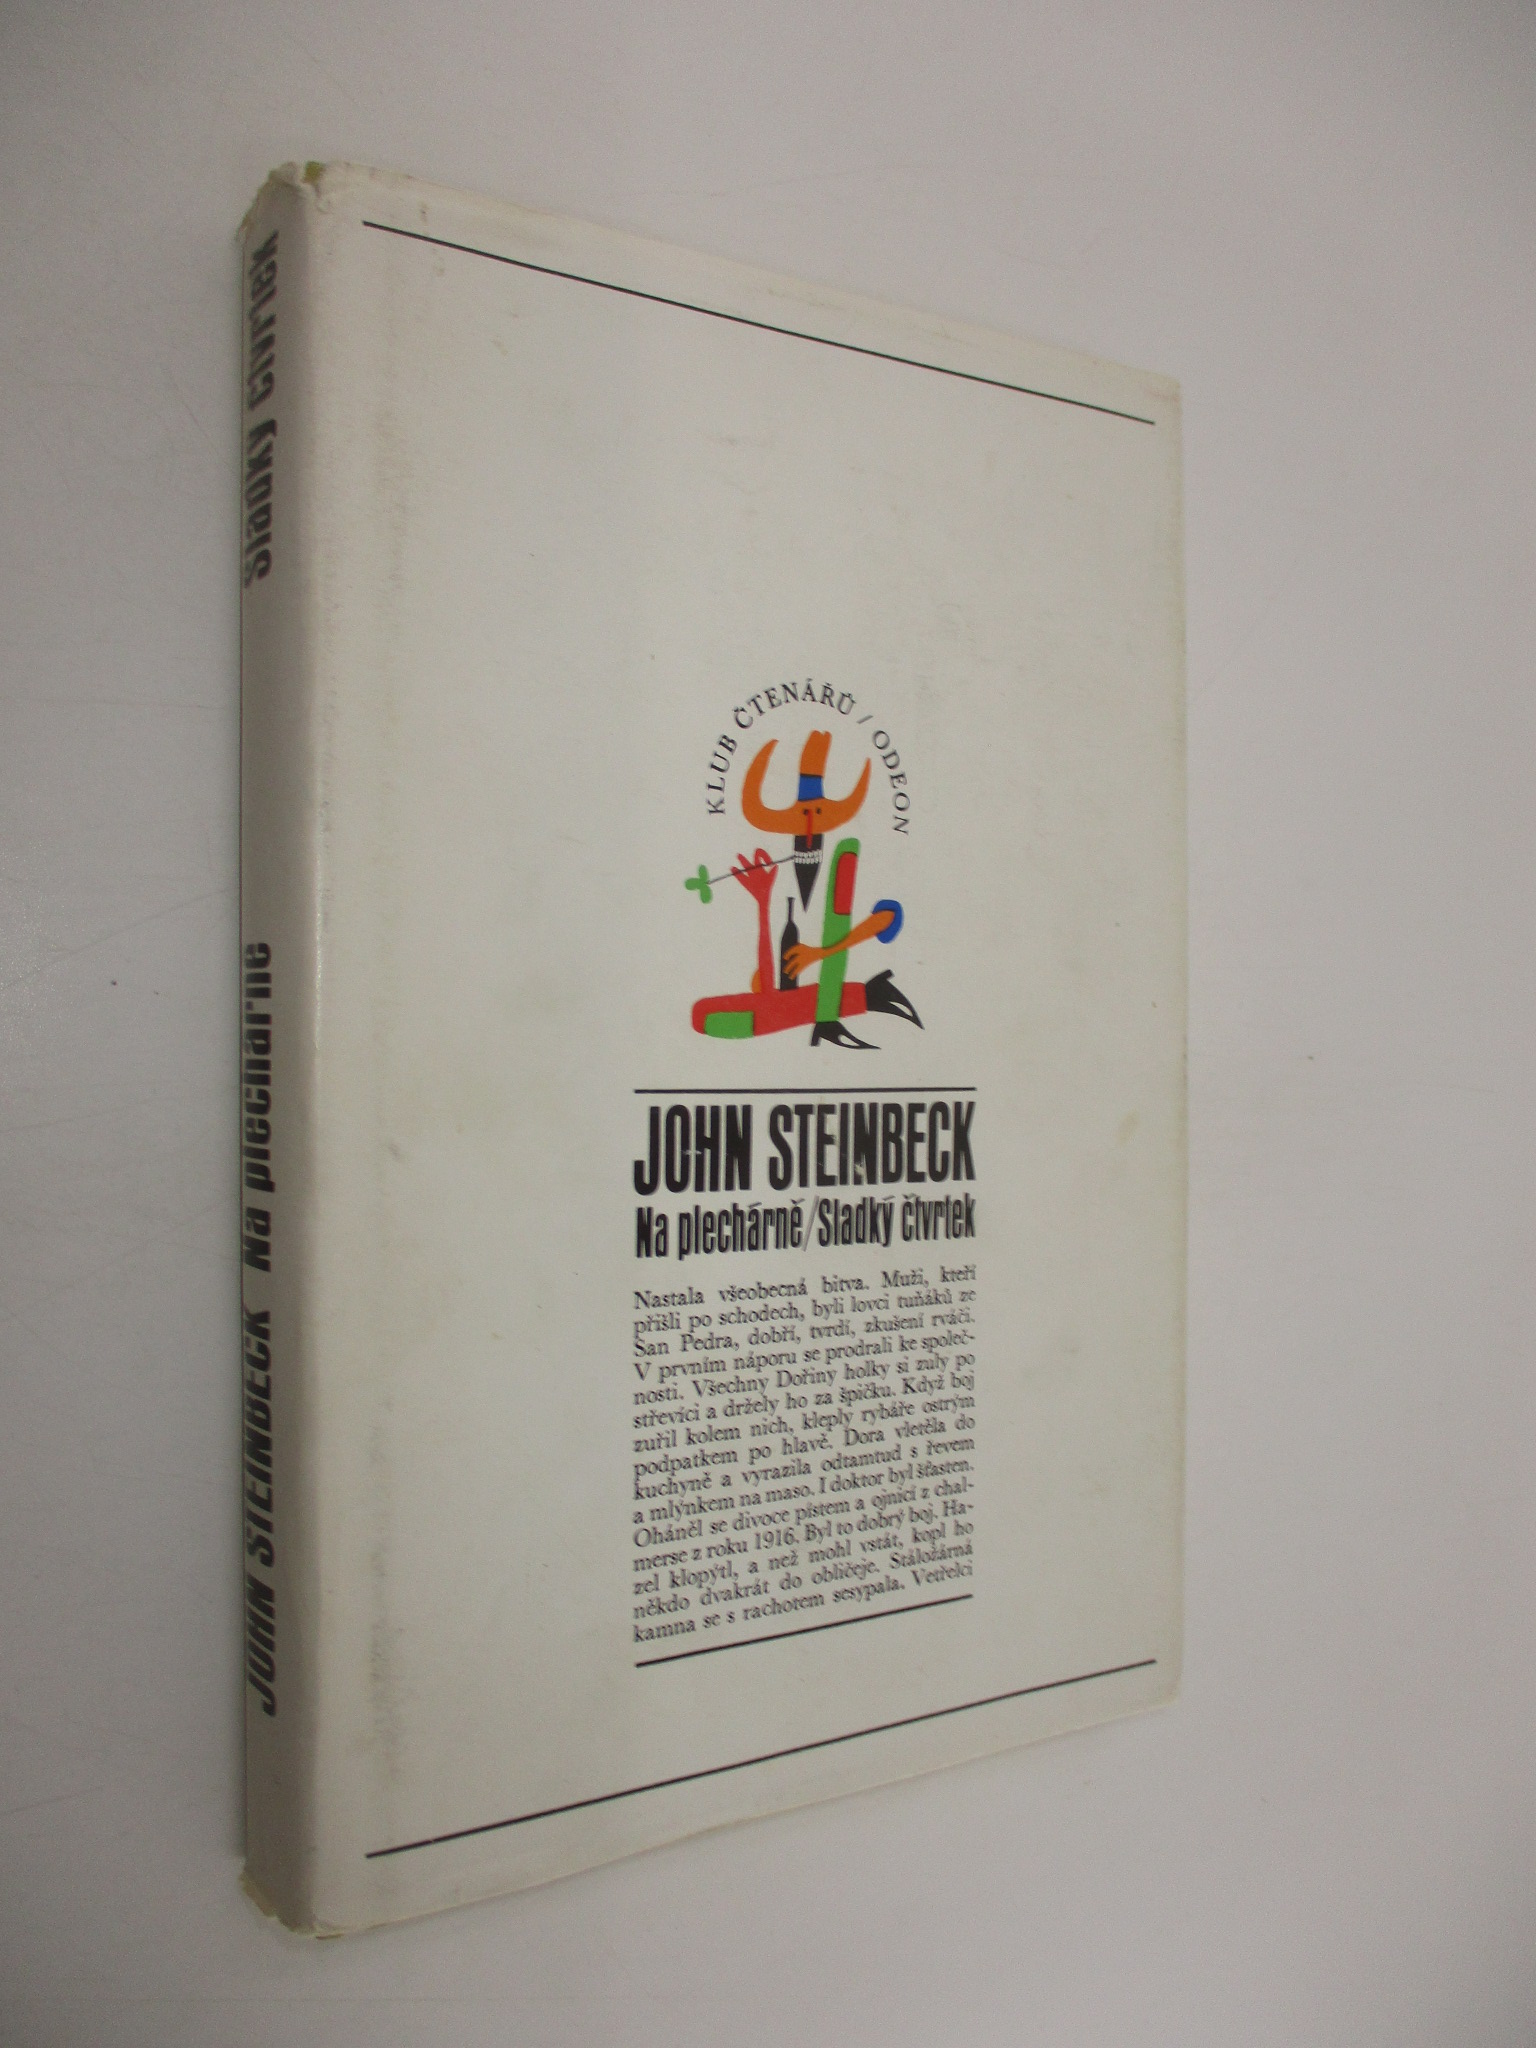 JOHN STEINBECK Na plechárně Sladký čtvrtek
KLUB ČTENÁŘŮ / ODEON
JOHN STEINBECK
Na plechárně/Sladký čtvrtek
Nastala všeobecná bitva. Muži, kteří
přišli po schodech, byli lovci tuňáků ze
San Pedra, dobří, tvrdí, zkušení rváči.
V prvním náporu se prodrali ke společ-
nosti. Všechny Dořiny holky si zuly po
střevíci a držely ho za špičku. Když boj
zuřil kolem nich, kleply rybáře ostrým
podpatkem po hlavě. Dora vletěla do
kuchyně a vyrazila odtamtud s řevem
a mlýnkem na maso. I doktor byl šťasten.
Oháněl se divoce pístem a ojnicí z chal-
merse z roku 1916. Byl to dobrý boj. Ha-
zel klopýtl, a než mohl vstát, kopl ho
někdo dvakrát do obličeje. Stáložárná
kamna se s rachotem sesypala. Vetřelci